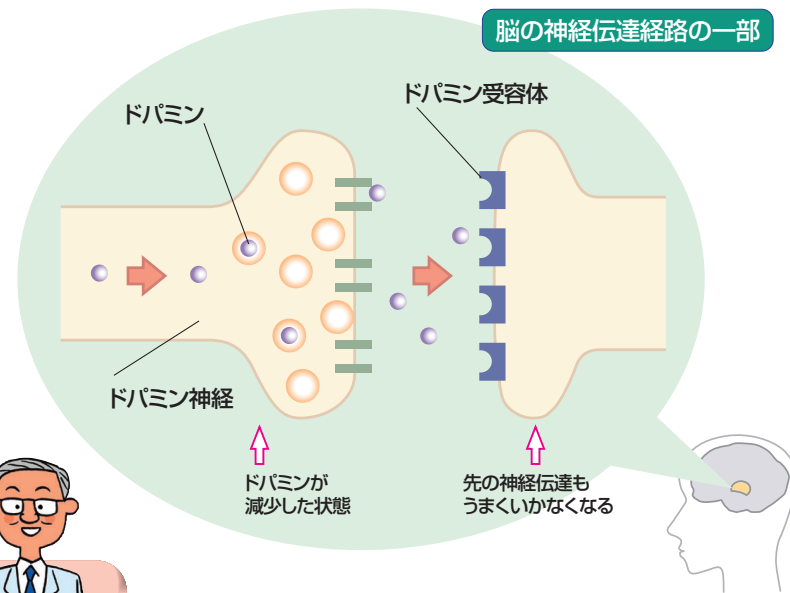 脳の神経伝達経路の一部
ドパミン
ドパミン受容体
ドパミン神経
ドパミンが
減少した状態
先の神経伝達も
うまくいかなくなる